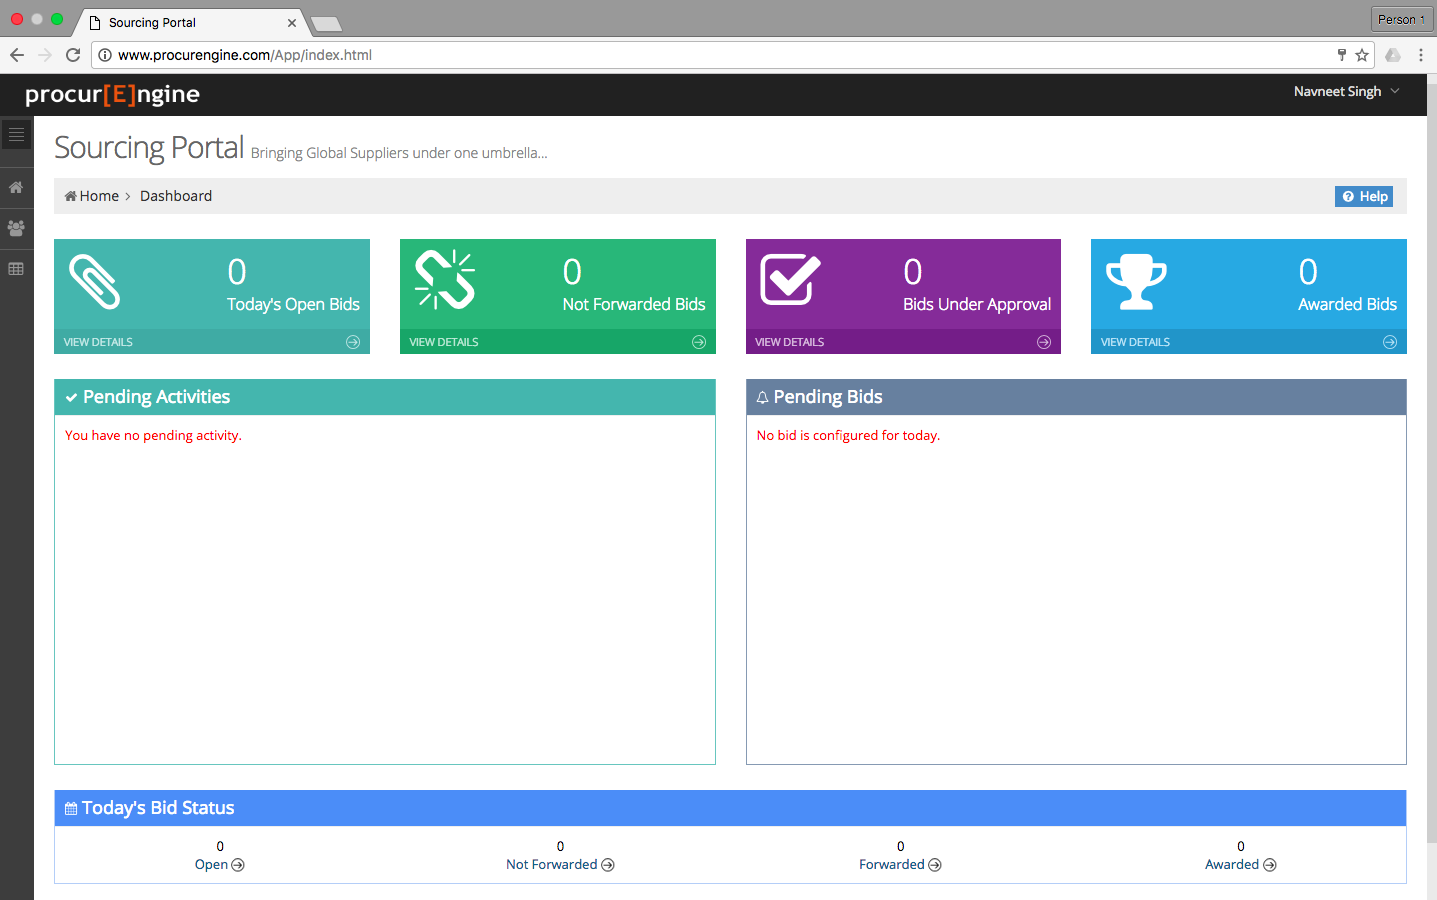 Sourcing Portal
Person 1
www.procurengine.com/App/index.html
procur[E]ngine
Navneet Singh
Sourcing Portal Bringing Global Suppliers under one umbrella...
Home > Dashboard
Help
0
Today's Open Bids
VIEW DETAILS
0
Not Forwarded Bids
VIEW DETAILS
0
Bids Under Approval
VIEW DETAILS
0
Awarded Bids
VIEW DETAILS
Pending Activities
You have no pending activity.
Pending Bids
No bid is configured for today.
Today's Bid Status
0
Open
0
Not Forwarded
0
Forwarded
0
Awarded